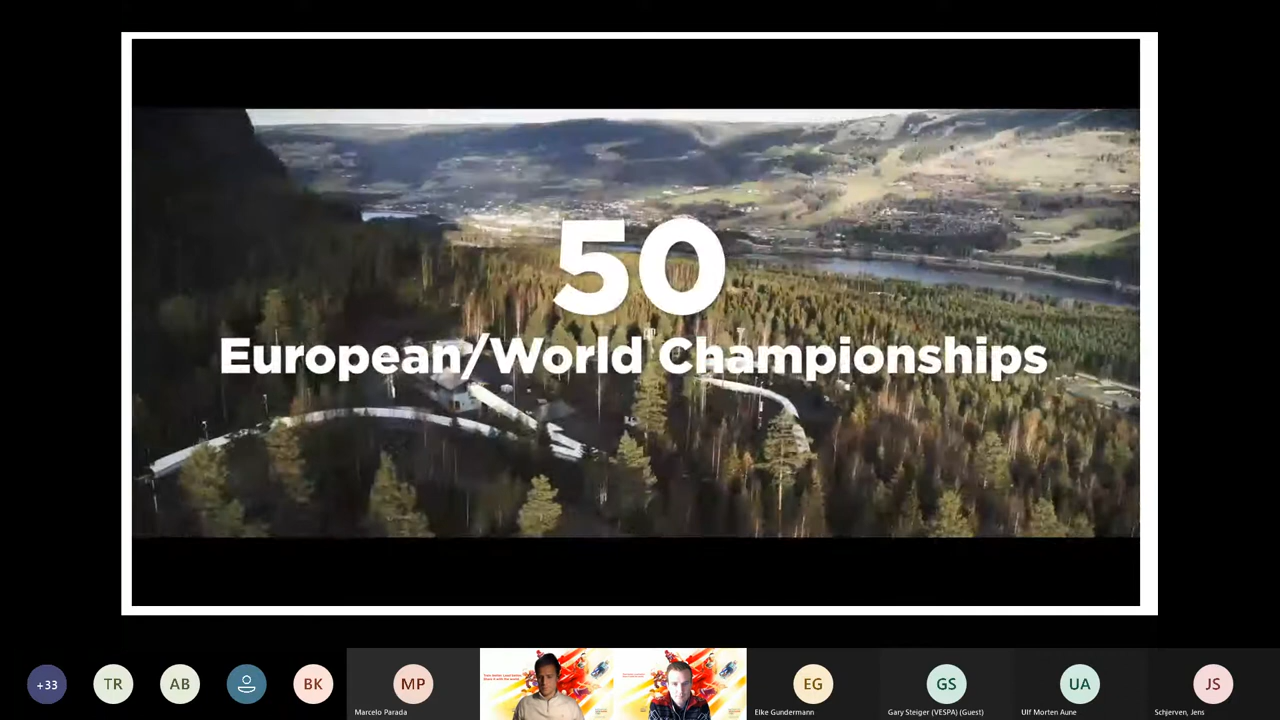 50
European/World Championships
+33
TR
AB
BK
MP
EG
GS
UA
JS
Marcelo Parada
Elke Gundermann
Gary Steiger (VESPA) (Guest)
Ulf Morten Aune
Schjerven, Jens